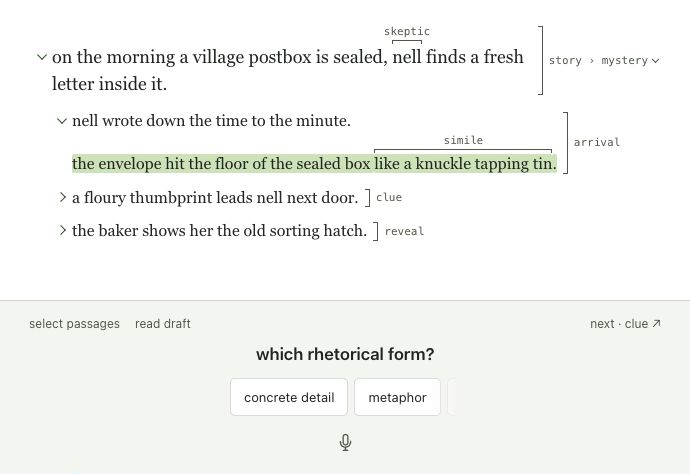 skeptic
on the morning a village postbox is sealed, nell finds a fresh
letter inside it.
story › mystery
nell wrote down the time to the minute.
simile
arrival
the envelope hit the floor of the sealed box like a knuckle tapping tin.
a floury thumbprint leads nell next door.
clue
the baker shows her the old sorting hatch.
reveal
select passages
read draft
next · clue ↗
which rhetorical form?
concrete detail
metaphor